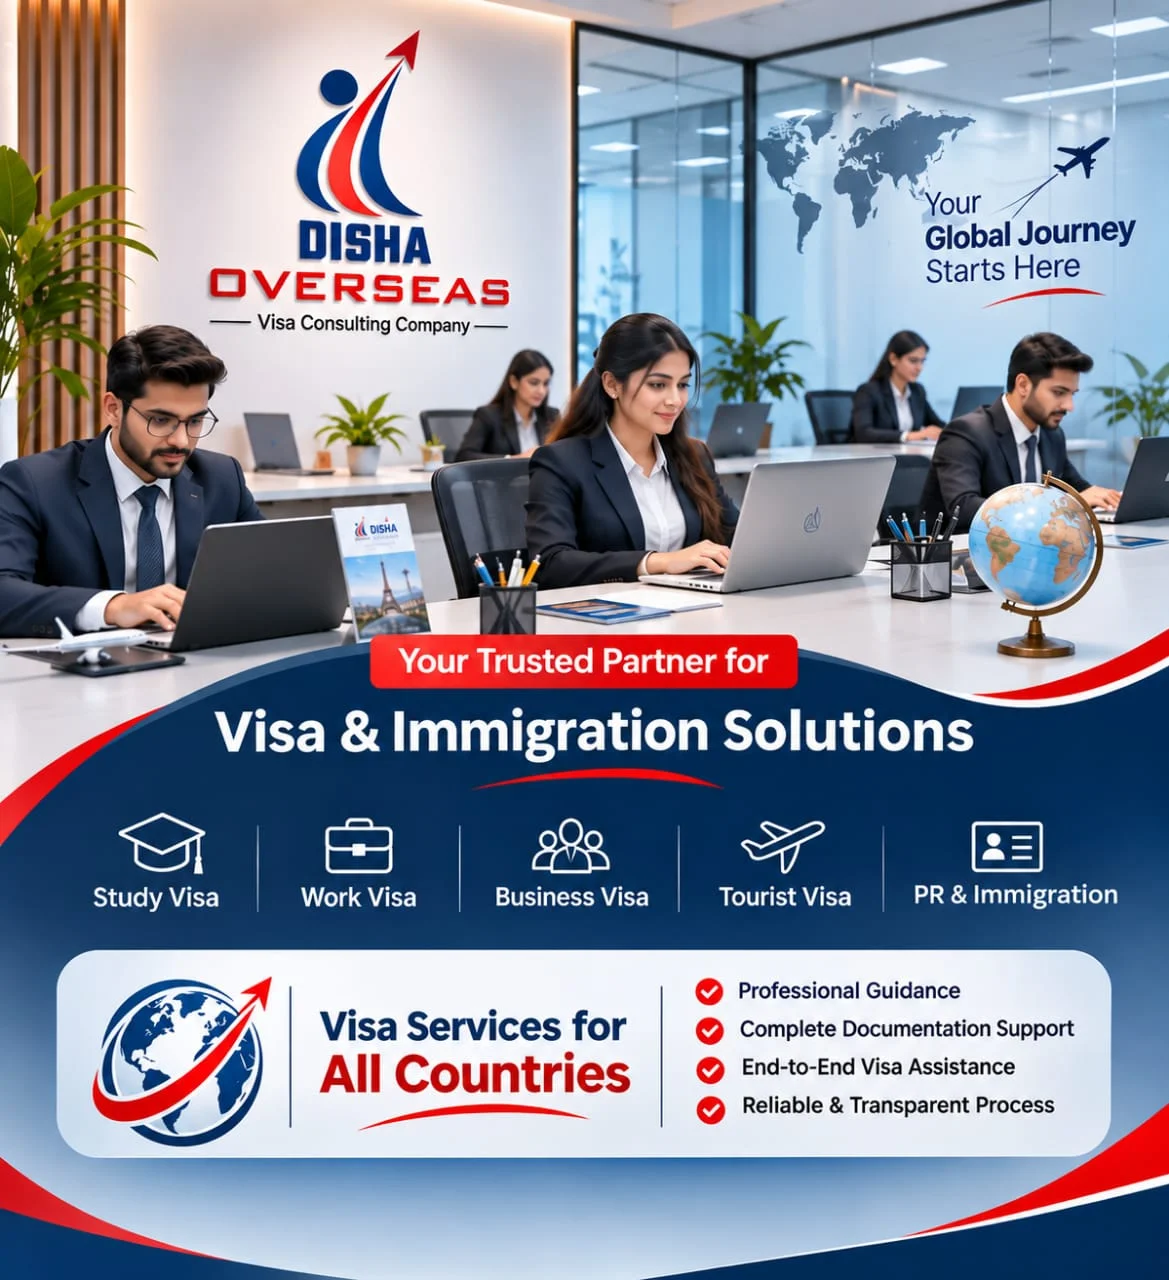 DISHA
OVERSEAS
Visa Consulting Company
Your
Global Journey
Starts Here
DISHA
Your Trusted Partner for
Visa & Immigration Solutions
Study Visa
Work Visa
Business Visa
Tourist Visa
PR & Immigration
Visa Services for
All Countries
Professional Guidance
Complete Documentation Support
End-to-End Visa Assistance
Reliable & Transparent Process